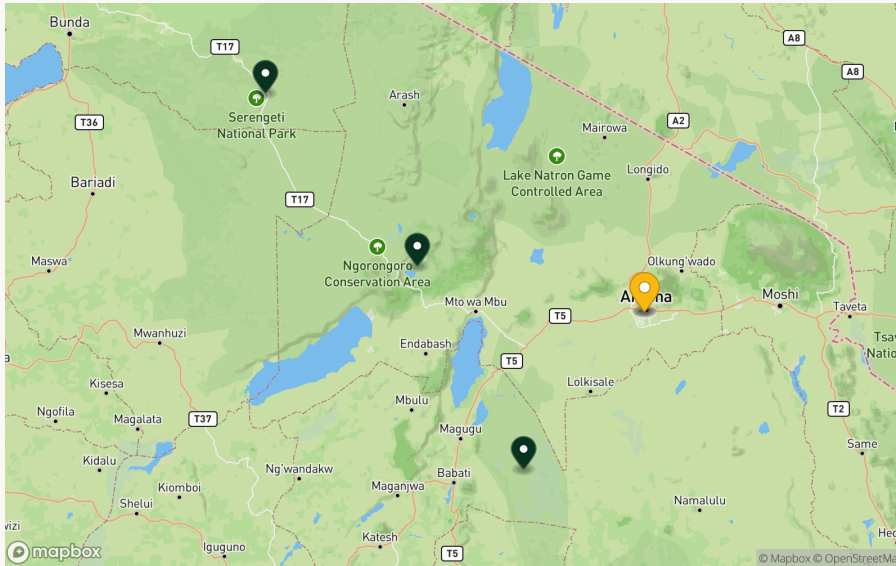 Bunda
T17
A8
A8
Arash
Serengeti
National Park
T36
A2
Mairowa
Lake Natron Game
Controlled Area
Longido
Bariadi
T17
Maswa
Ngorongoro
Conservation Area
Olkung'wado
Mto wa Mbu
T5
Moshi
Taveta
Mwanhuzi
Endabash
T5
Kisesa
Mbulu
Lolkisale
Ngofila
Magalata
T37
Magugu
T2
Same
Kidalu
Ng'wandakw
Babati
Kiomboi
Maganjwa
Shelui
Namalulu
Katesh
T5
Iguguno
mapbox
© Mapbox © OpenStreetMa